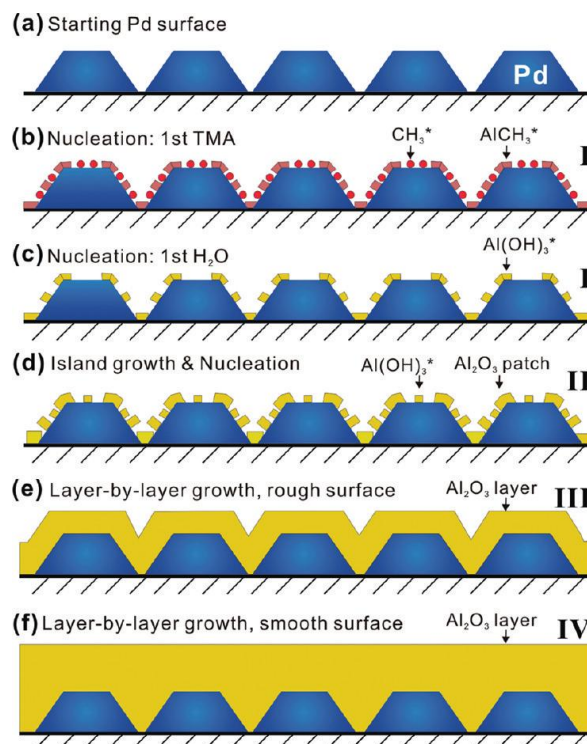 (a) Starting Pd surface
Pd
(b) Nucleation: 1st TMA
CH₃*
AlCH₃*
I
(c) Nucleation: 1st H₂O
Al(OH)₃*
I
(d) Island growth & Nucleation
Al(OH)₃*
Al₂O₃ patch
II
(e) Layer-by-layer growth, rough surface
Al₂O₃ layer
III
(f) Layer-by-layer growth, smooth surface
Al₂O₃ layer
IV